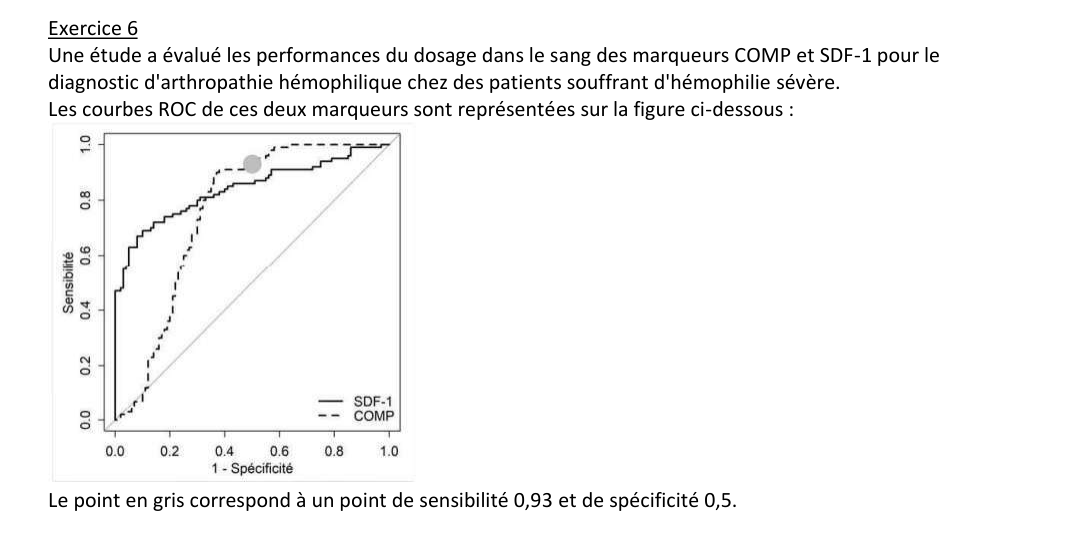 Exercice 6
Une étude a évalué les performances du dosage dans le sang des marqueurs COMP et SDF-1 pour le
diagnostic d'arthropathie hémophilique chez des patients souffrant d'hémophilie sévère.
Les courbes ROC de ces deux marqueurs sont représentées sur la figure ci-dessous :
1.0
0.8
0.6
0.4
0.2
0.0
Sensibilité
SDF-1
COMP
0.0 0.2 0.4 0.6 0.8 1.0
1 - Spécificité
Le point en gris correspond à un point de sensibilité 0,93 et de spécificité 0,5.